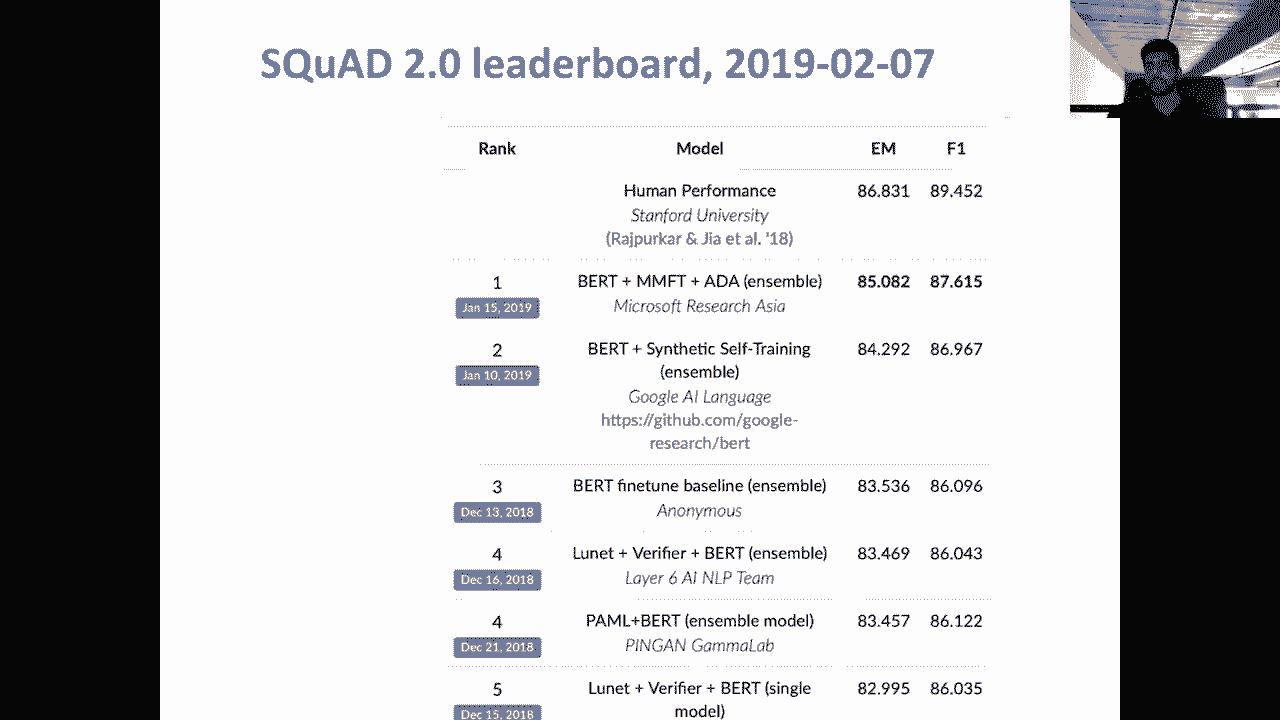 SQuAD 2.0 leaderboard, 2019-02-07
Rank Model EM F1
Human Performance 86.831 89.452
Stanford University
(Rajpurkar & Jia et al. '18)
1 BERT + MMFT + ADA (ensemble) 85.082 87.615
Jan 15, 2019 Microsoft Research Asia
2 BERT + Synthetic Self-Training 84.292 86.967
Jan 10, 2019 (ensemble)
Google AI Language
https://github.com/google-
research/bert
3 BERT finetune baseline (ensemble) 83.536 86.096
Dec 13, 2018 Anonymous
4 Lunet + Verifier + BERT (ensemble) 83.469 86.043
Dec 16, 2018 Layer 6 AI NLP Team
4 PAML+BERT (ensemble model) 83.457 86.122
Dec 21, 2018 PINGAN GammaLab
5 Lunet + Verifier + BERT (single 82.995 86.035
Dec 15, 2018 model)